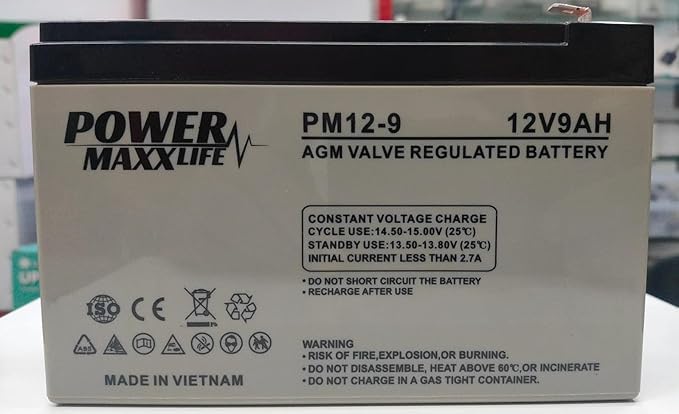 POWER
MAXXLIFE
PM12-9 12V9AH
AGM VALVE REGULATED BATTERY
CONSTANT VOLTAGE CHARGE
CYCLE USE:14.50-15.00V (25℃)
STANDBY USE:13.50-13.80V (25℃)
INITIAL CURRENT LESS THAN 2.7A
• DO NOT SHORT CIRCUIT THE BATTERY
• RECHARGE AFTER USE
ISO CE
ABS
MADE IN VIETNAM
WARNING
• RISK OF FIRE,EXPLOSION,OR BURNING.
• DO NOT DISASSEMBLE, HEAT ABOVE 60℃,OR INCINERATE
• DO NOT CHARGE IN A GAS TIGHT CONTAINER.